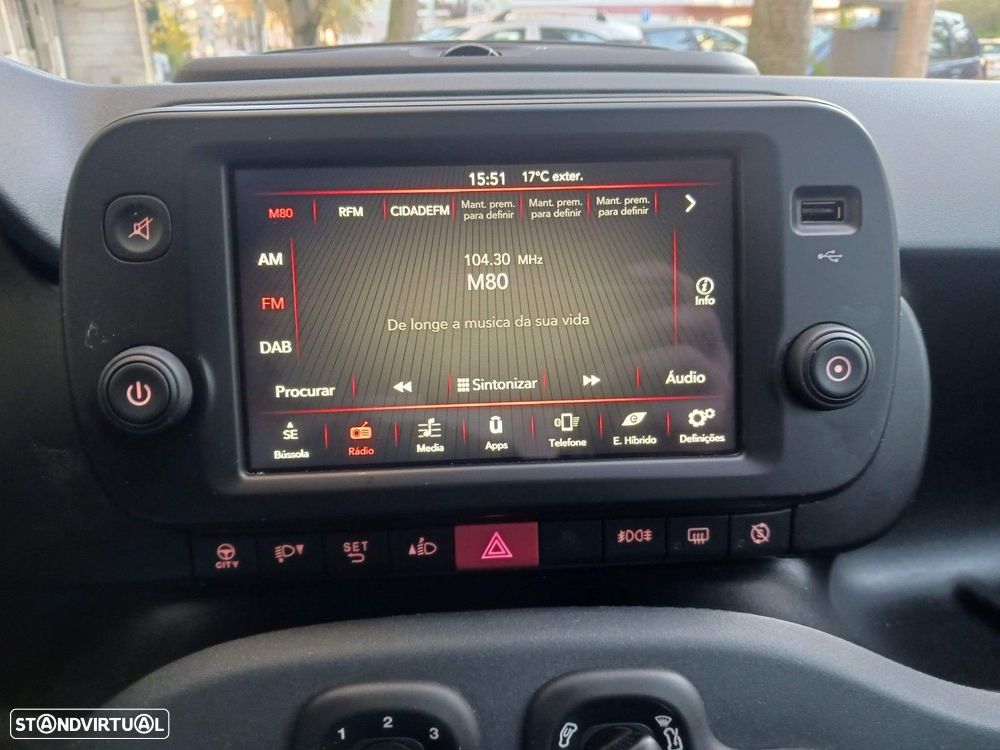 15:51 17°C exter.
M80 RFM CIDADEFM Mant. prem. para definir Mant. prem. para definir Mant. prem. para definir
AM
104.30 MHz
M80
FM
Info
De longe a musica da sua vida
DAB
Procurar Sintonizar Áudio
SE
Bússola Rádio Media Apps Telefone E. Híbrido Definições
CITY SET
1 2 3
STANDVIRTUAL